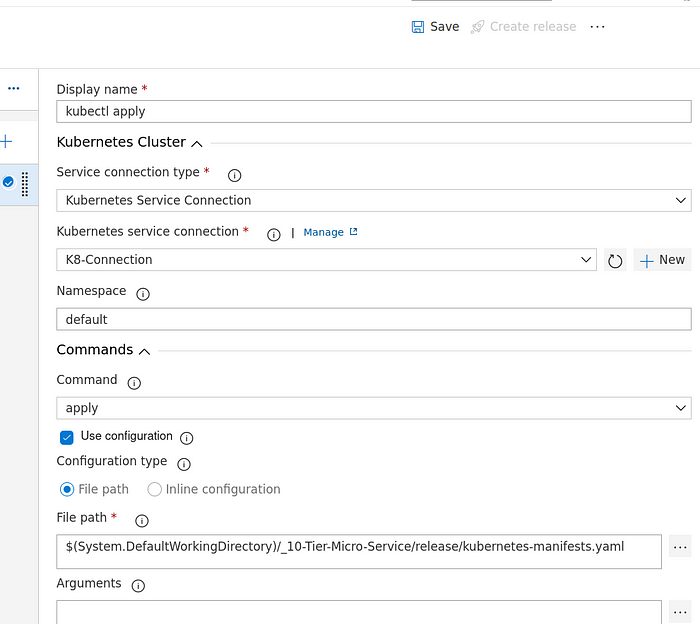 Save Create release ...
Display name *
kubectl apply
Kubernetes Cluster
Service connection type *
Kubernetes Service Connection
Kubernetes service connection * | Manage
K8-Connection New
Namespace
default
Commands
Command
apply
Use configuration
Configuration type
File path Inline configuration
File path *
$(System.DefaultWorkingDirectory)/_10-Tier-Micro-Service/release/kubernetes-manifests.yaml ...
Arguments
...